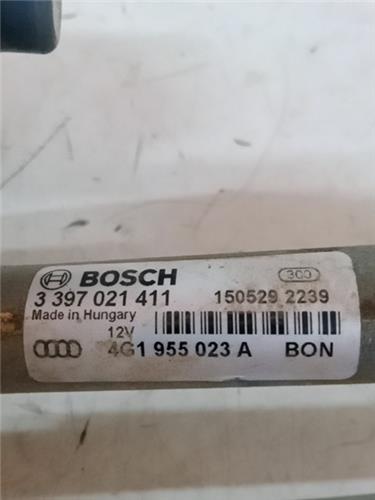 BOSCH 300
3 397 021 411 150529 2239
Made in Hungary
12V
4G1 955 023 A BON